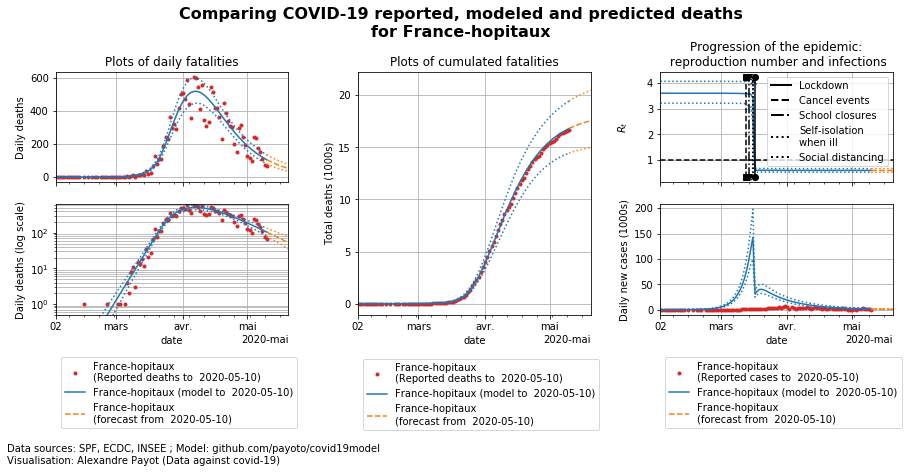 Comparing COVID-19 reported, modeled and predicted deaths
for France-hopitaux
Plots of daily fatalities
Daily deaths
600
400
200
0
Daily deaths (log scale)
10²
10¹
10⁰
02
mars
avr.
mai
date
2020-mai
France-hopitaux
(Reported deaths to  2020-05-10)
France-hopitaux (model to  2020-05-10)
France-hopitaux
(forecast from  2020-05-10)
Plots of cumulated fatalities
Total deaths (1000s)
20
15
10
5
0
02
mars
avr.
mai
date
2020-mai
France-hopitaux
(Reported deaths to  2020-05-10)
France-hopitaux (model to  2020-05-10)
France-hopitaux
(forecast from  2020-05-10)
Progression of the epidemic:
reproduction number and infections
Rₜ
4
3
2
1
Lockdown
Cancel events
School closures
Self-isolation
when ill
Social distancing
Daily new cases (1000s)
200
150
100
50
0
02
mars
avr.
mai
date
2020-mai
France-hopitaux
(Reported cases to  2020-05-10)
France-hopitaux (model to  2020-05-10)
France-hopitaux
(forecast from  2020-05-10)
Data sources: SPF, ECDC, INSEE ; Model: github.com/payoto/covid19model
Visualisation: Alexandre Payot (Data against covid-19)